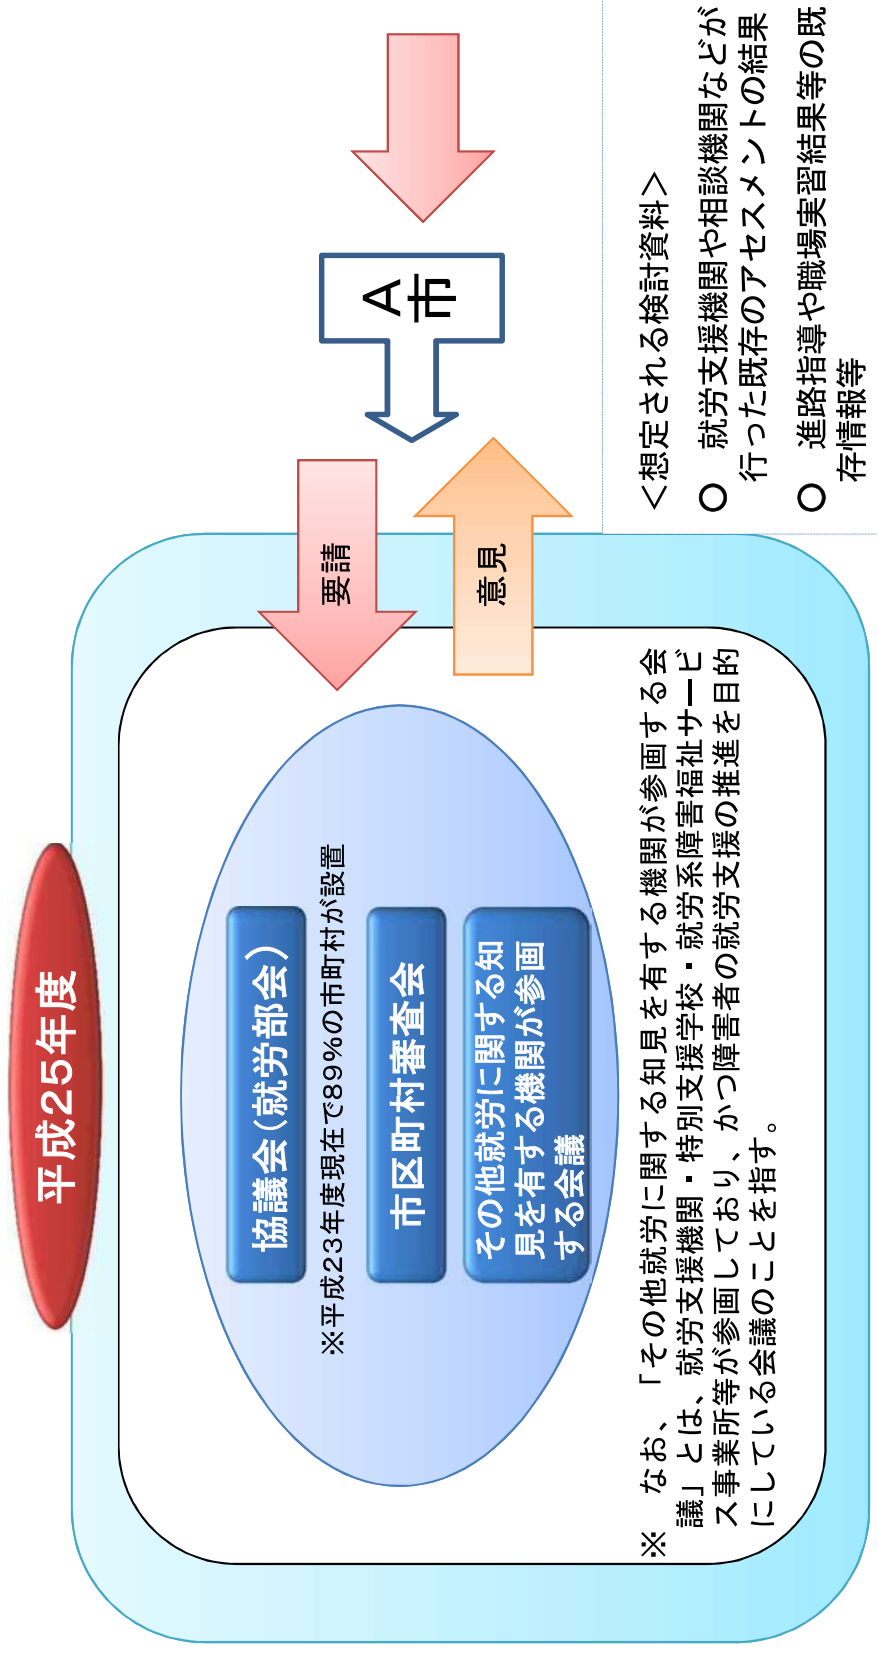 平成25年度
協議会（就労部会）
※平成23年度現在で89%の市町村が設置
市区町村審査会
その他就労に関する知
見を有する機関が参画
する会議
要請
意見
A
市
※　なお、「その他就労に関する知見を有する機関が参画する会
議」とは、就労支援機関・特別支援学校・就労系障害福祉サービ
ス事業所等が参画しており、かつ障害者の就労支援の推進を目的
にしている会議のことを指す。
＜想定される検討資料＞
○　就労支援機関や相談機関などが
行った既存のアセスメントの結果
○　進路指導や職場実習結果等の既
存情報等